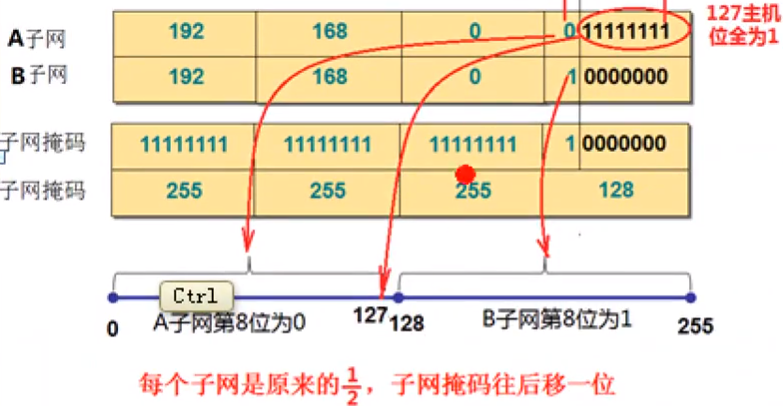 A子网 192 168 0 0 11111111 127主机位全为1
B子网 192 168 0 1 0000000
子网掩码 11111111 11111111 11111111 1 0000000
子网掩码 255 255 255 128
Ctrl
0 A子网第8位为0 127 128 B子网第8位为1 255
每个子网是原来的1/2，子网掩码往后移一位